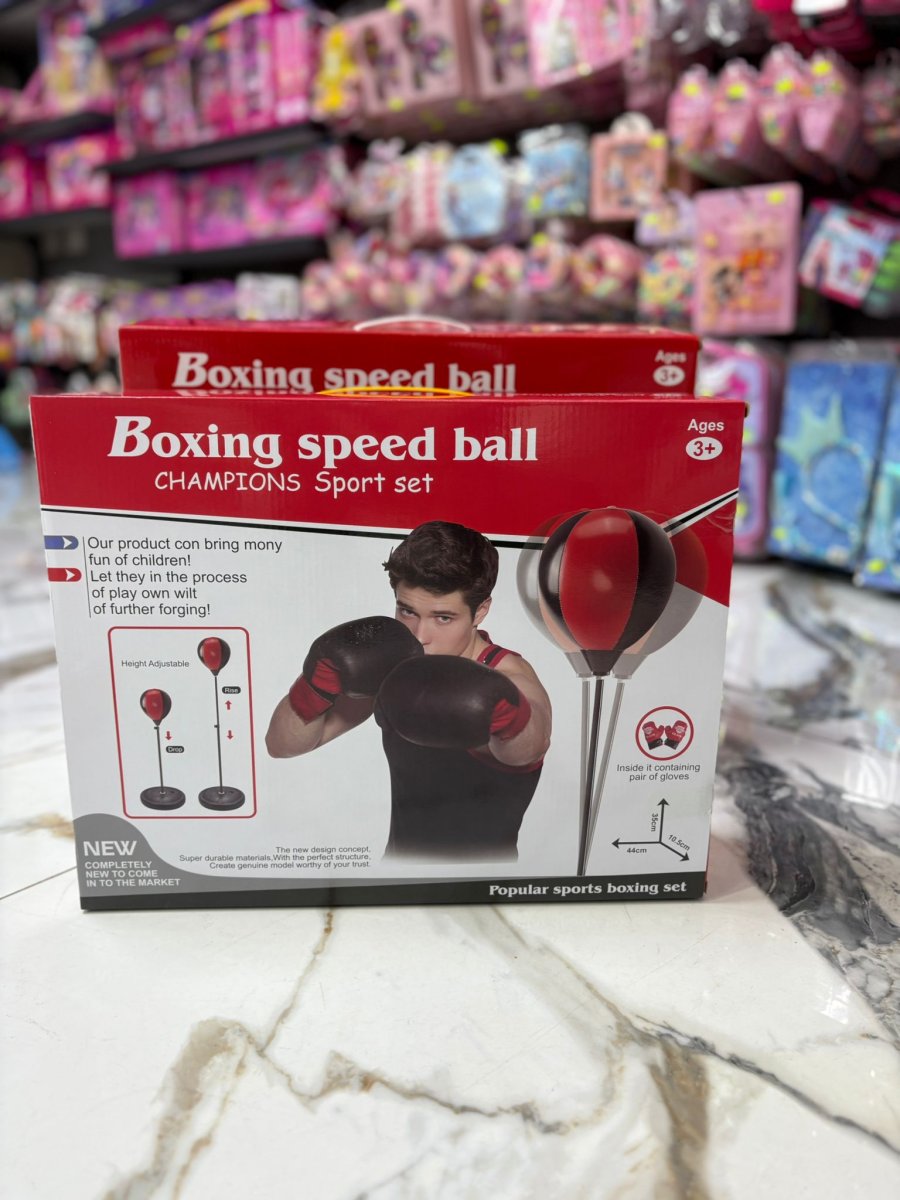 Boxing speed ball
Ages
3+
Boxing speed ball
CHAMPIONS Sport set
Ages
3+
Our product con bring mony
fun of children!
Let they in the process
of play own wilt
of further forging!
Height Adjustable
Rise
Drop
Inside it containing
pair of gloves
35cm
44cm
10.5cm
NEW
COMPLETELY
NEW TO COME
IN TO THE MARKET
The new design concept,
Super durable materials,With the perfect structure,
Create genuine model worthy of your trust.
Popular sports boxing set